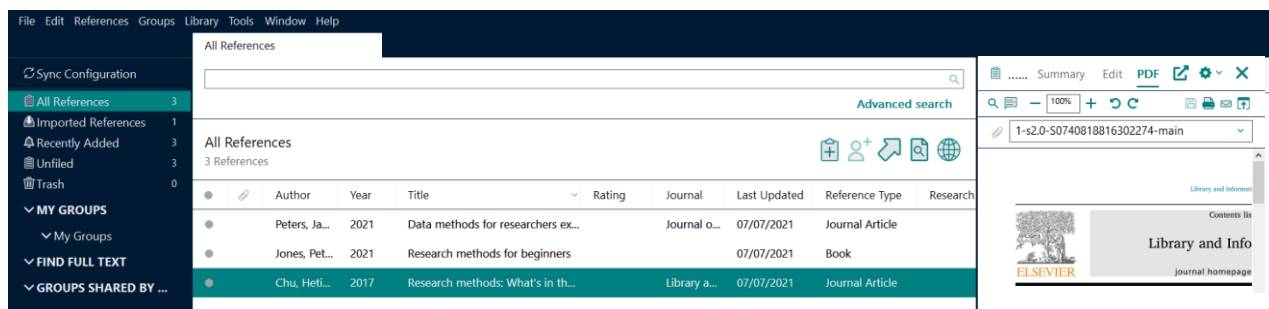 File Edit References Groups Library Tools Window Help
All References
Sync Configuration
All References 3
Imported References 1
Recently Added 3
Unfiled 3
Trash 0
MY GROUPS
My Groups
FIND FULL TEXT
GROUPS SHARED BY ...
Advanced search
All References
3 References
Author Year Title Rating Journal Last Updated Reference Type Research
Peters, Ja... 2021 Data methods for researchers ex... Journal o... 07/07/2021 Journal Article
Jones, Pet... 2021 Research methods for beginners 07/07/2021 Book
Chu, Heti... 2017 Research methods: What's in th... Library a... 07/07/2021 Journal Article
...... Summary Edit PDF
100%
1-s2.0-S0740818816302274-main
Library and Informat
Contents lis
Library and Info
ELSEVIER
journal homepage